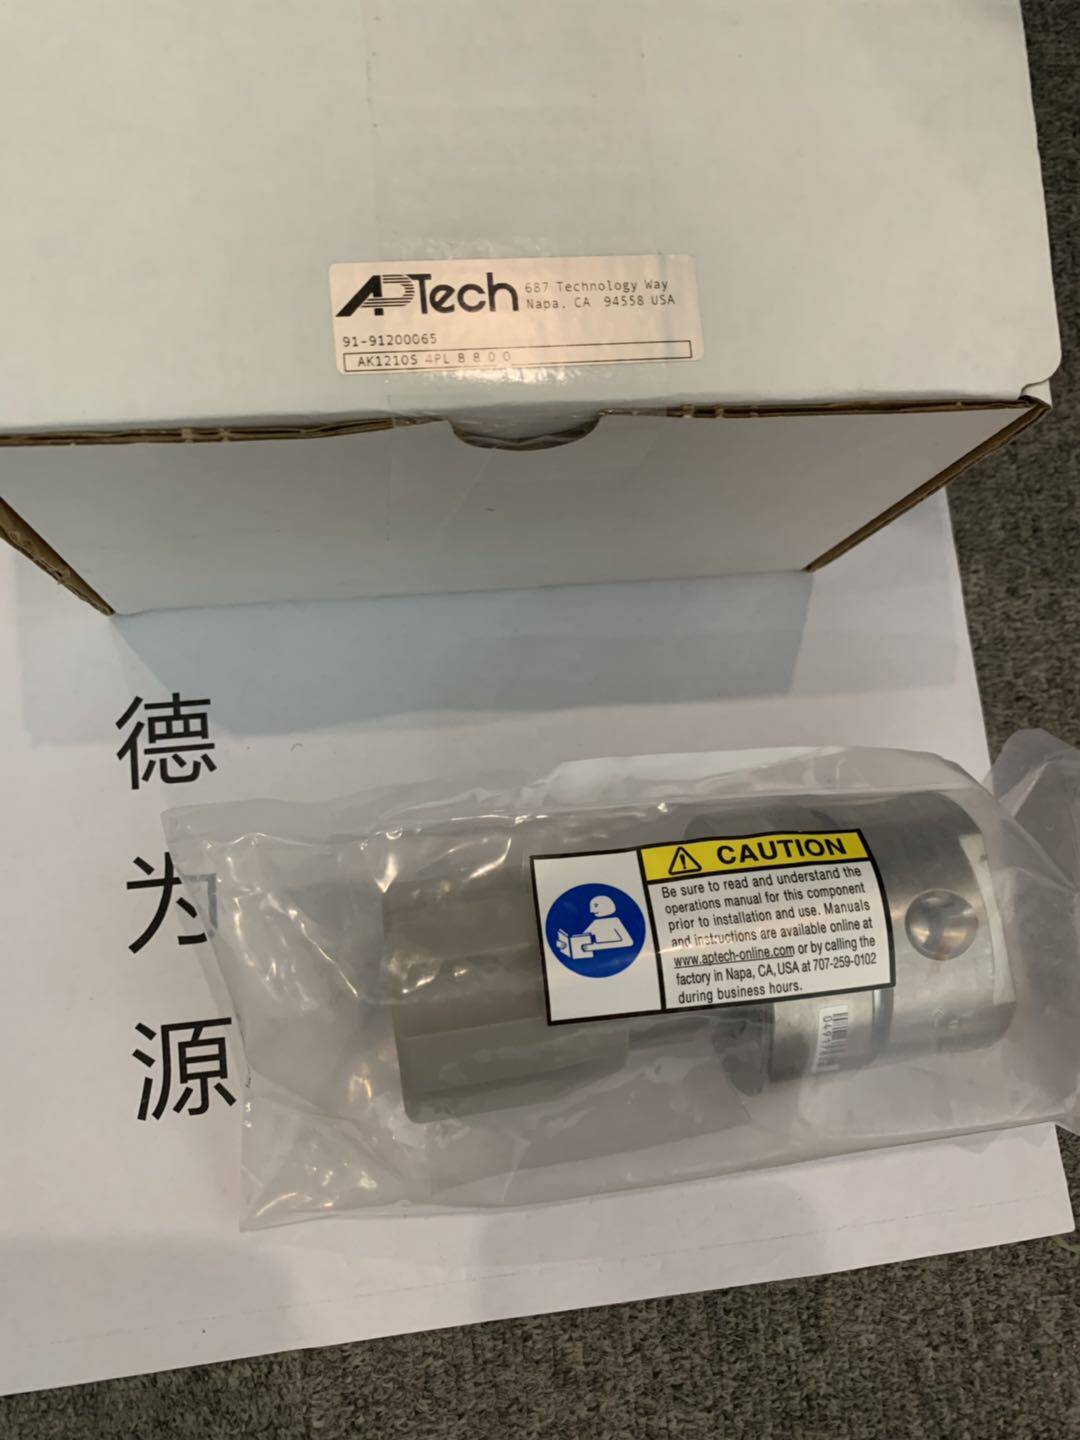 APTech
687 Technology Way
Napa, CA 94558 USA
91-91200065
AK1210S 4PL 8 8 0 0
德
为
源
CAUTION
Be sure to read and understand the
operations manual for this component
prior to installation and use. Manuals
and instructions are available online at
www.aptech-online.com or by calling the
factory in Napa, CA, USA at 707-259-0102
during business hours.